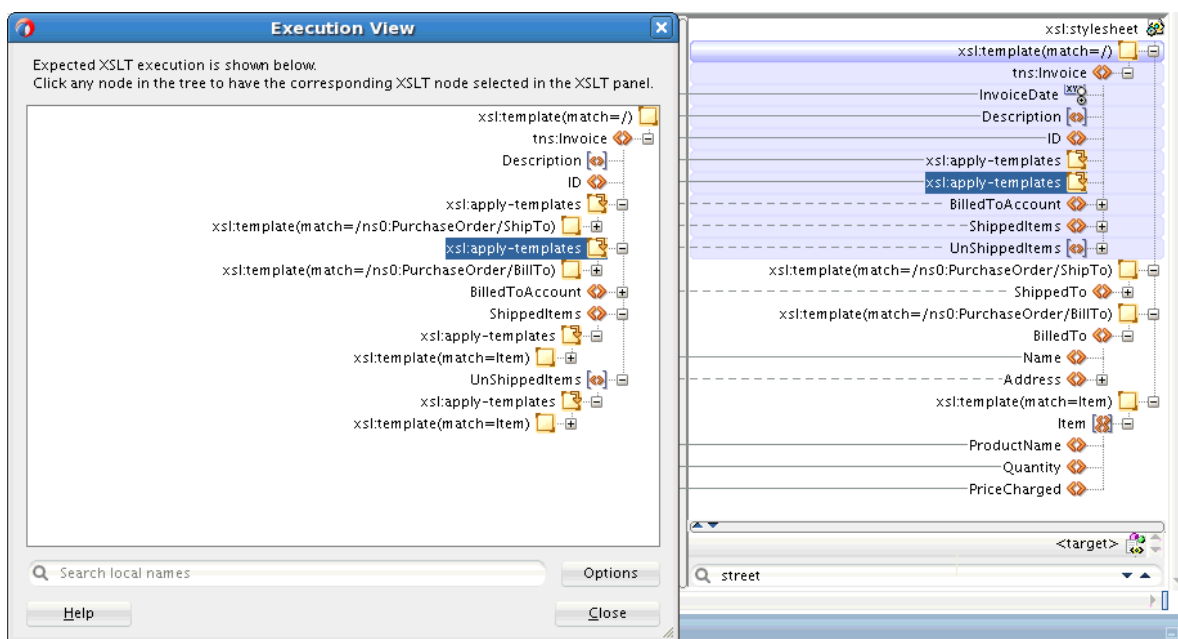 Execution View
Expected XSLT execution is shown below.
Click any node in the tree to have the corresponding XSLT node selected in the XSLT panel.
xsl:template(match=/)
tns:Invoice
Description
ID
xsl:apply-templates
xsl:template(match=/ns0:PurchaseOrder/ShipTo)
xsl:apply-templates
xsl:template(match=/ns0:PurchaseOrder/BillTo)
BilledToAccount
ShippedItems
xsl:apply-templates
xsl:template(match=Item)
UnShippedItems
xsl:apply-templates
xsl:template(match=Item)
Search local names
Options
Help
Close
xsl:stylesheet
xsl:template(match=/)
tns:Invoice
InvoiceDate
Description
ID
xsl:apply-templates
xsl:apply-templates
BilledToAccount
ShippedItems
UnShippedItems
xsl:template(match=/ns0:PurchaseOrder/ShipTo)
ShippedTo
xsl:template(match=/ns0:PurchaseOrder/BillTo)
BilledTo
Name
Address
xsl:template(match=Item)
Item
ProductName
Quantity
PriceCharged
<target>
street